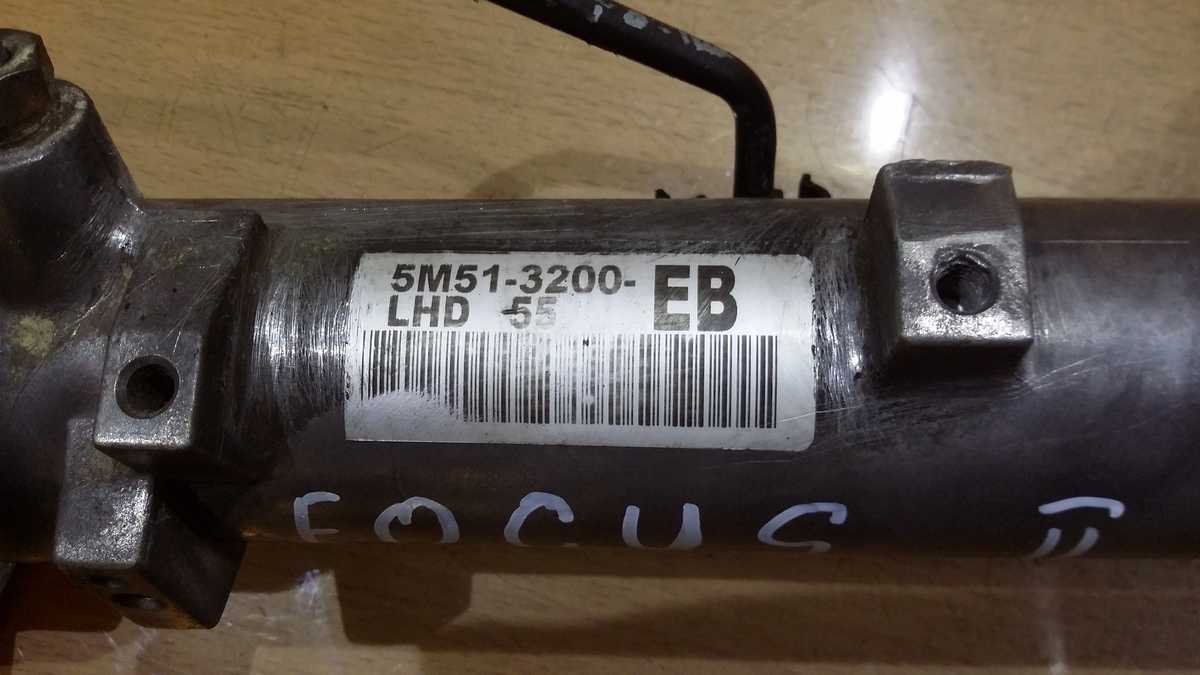 5M51-3200- EB
LHD -55
FOCUS II